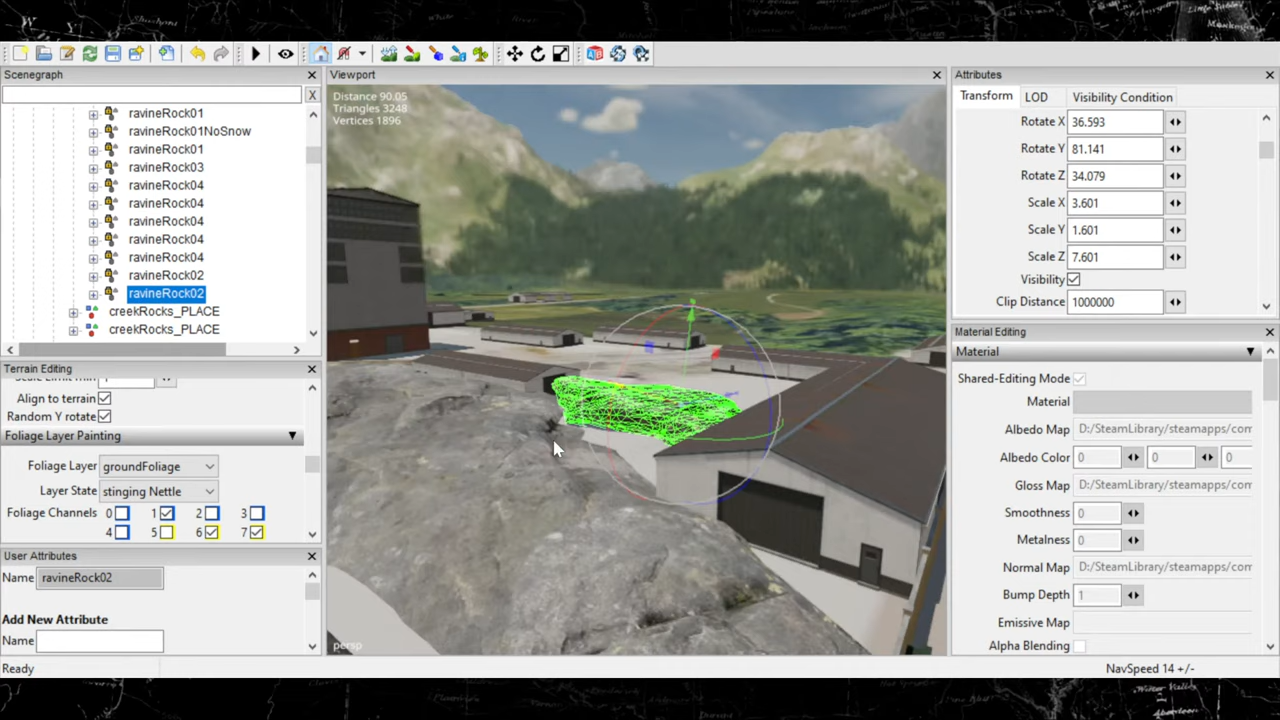 Scenegraph
X
ravineRock01
ravineRock01NoSnow
ravineRock01
ravineRock03
ravineRock04
ravineRock04
ravineRock04
ravineRock04
ravineRock04
ravineRock02
ravineRock02
creekRocks_PLACE
creekRocks_PLACE
Terrain Editing
Align to terrain
Random Y rotate
Foliage Layer Painting
Foliage Layer groundFoliage
Layer State stinging Nettle
Foliage Channels 0 1 2 3
4 5 6 7
User Attributes
Name ravineRock02
Add New Attribute
Name
Ready
Viewport
Distance 90.05
Triangles 3248
Vertices 1896
persp
Attributes
Transform LOD Visibility Condition
Rotate X 36.593
Rotate Y 81.141
Rotate Z 34.079
Scale X 3.601
Scale Y 1.601
Scale Z 7.601
Visibility
Clip Distance 1000000
Material Editing
Material
Shared-Editing Mode
Material
Albedo Map D:/SteamLibrary/steamapps/com
Albedo Color 0 0 0
Gloss Map D:/SteamLibrary/steamapps/com
Smoothness 0
Metalness 0
Normal Map D:/SteamLibrary/steamapps/com
Bump Depth 1
Emissive Map
Alpha Blending
NavSpeed 14 +/-